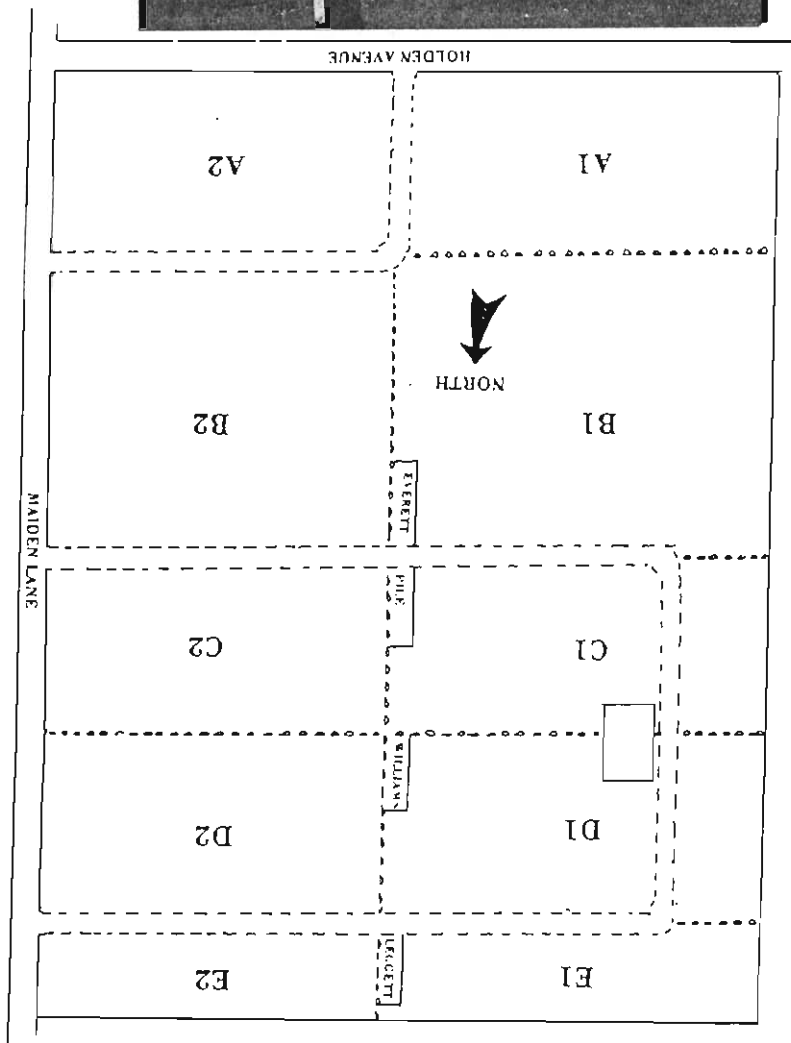 HOLDEN AVENUE
A2
A1
NORTH
B2
B1
EVERETT
MAIDEN LANE
PILE
C2
C1
WILLIAMS
D2
D1
LEGGETT
E2
E1